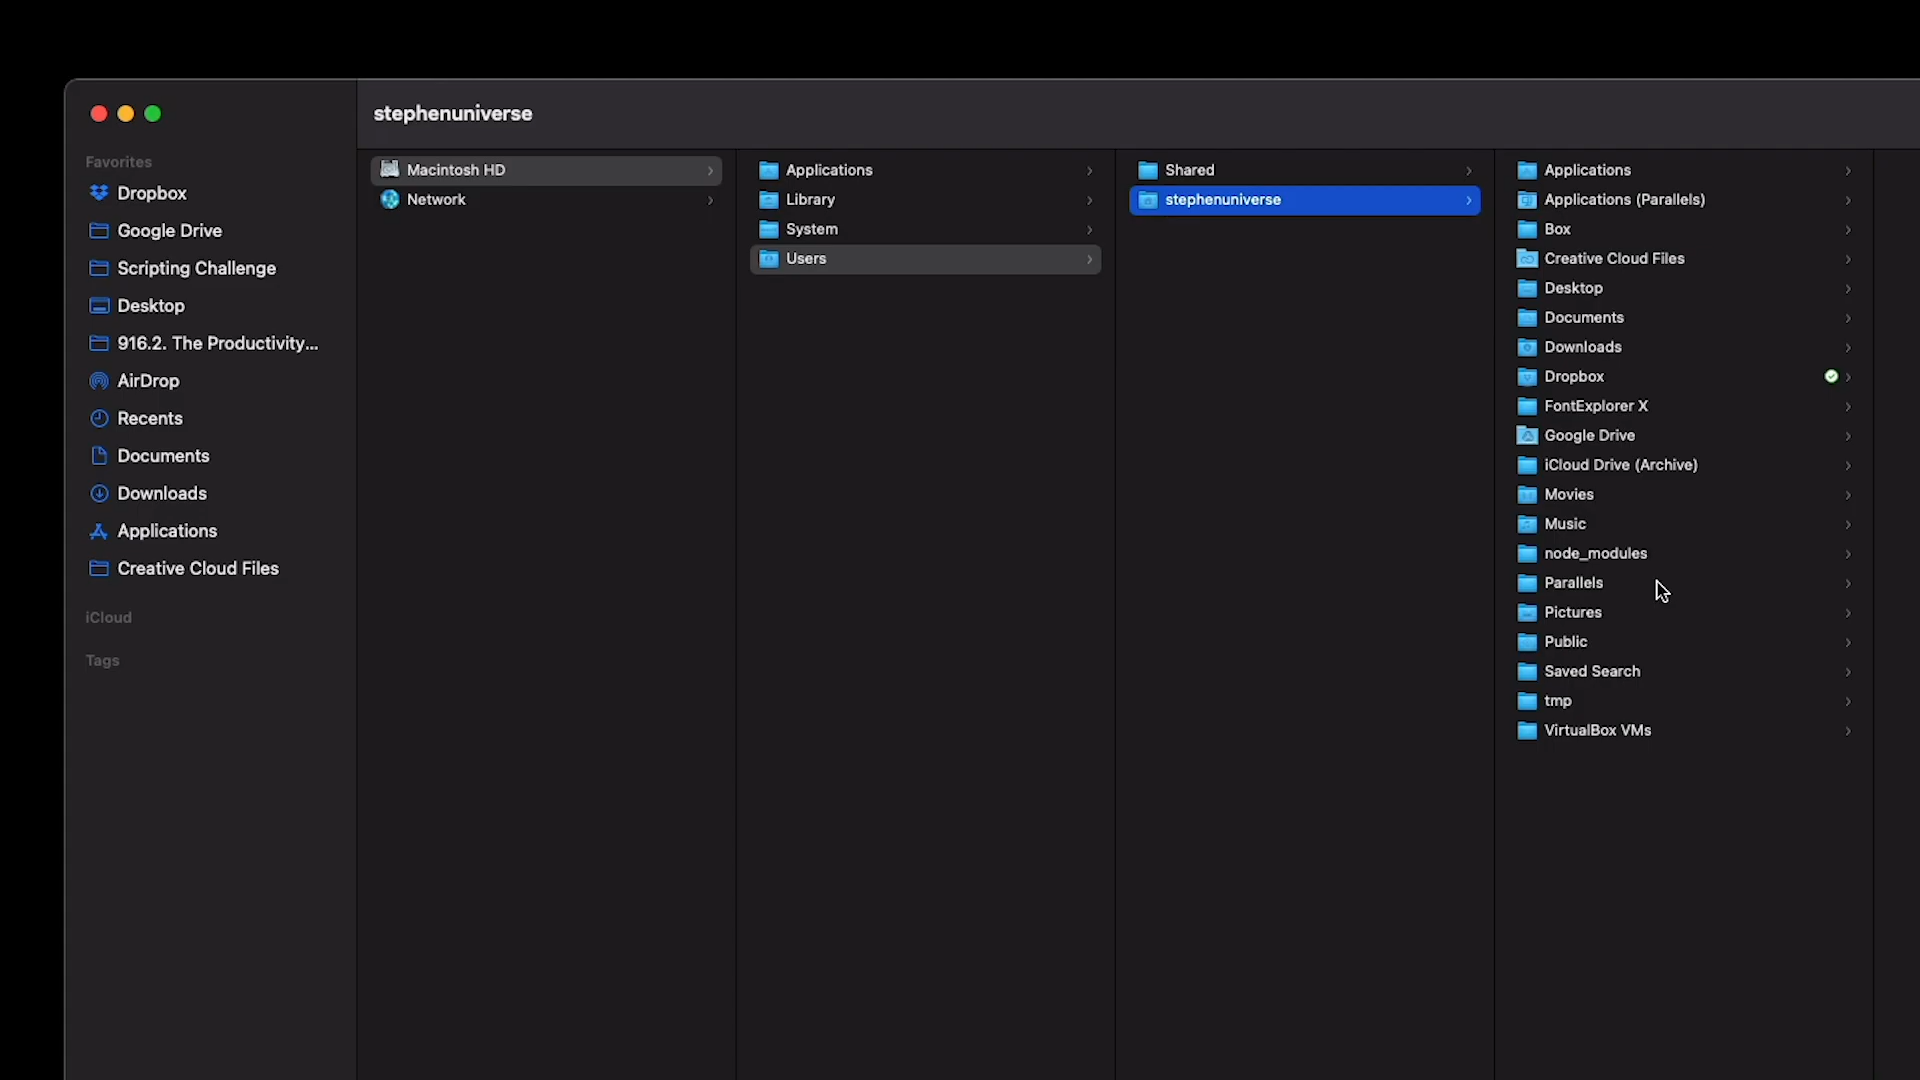 stephenuniverse
Favorites
Dropbox
Google Drive
Scripting Challenge
Desktop
916.2. The Productivity...
AirDrop
Recents
Documents
Downloads
Applications
Creative Cloud Files
iCloud
Tags
Macintosh HD
Network
Applications
Library
System
Users
Shared
stephenuniverse
Applications
Applications (Parallels)
Box
Creative Cloud Files
Desktop
Documents
Downloads
Dropbox
FontExplorer X
Google Drive
iCloud Drive (Archive)
Movies
Music
node_modules
Parallels
Pictures
Public
Saved Search
tmp
VirtualBox VMs